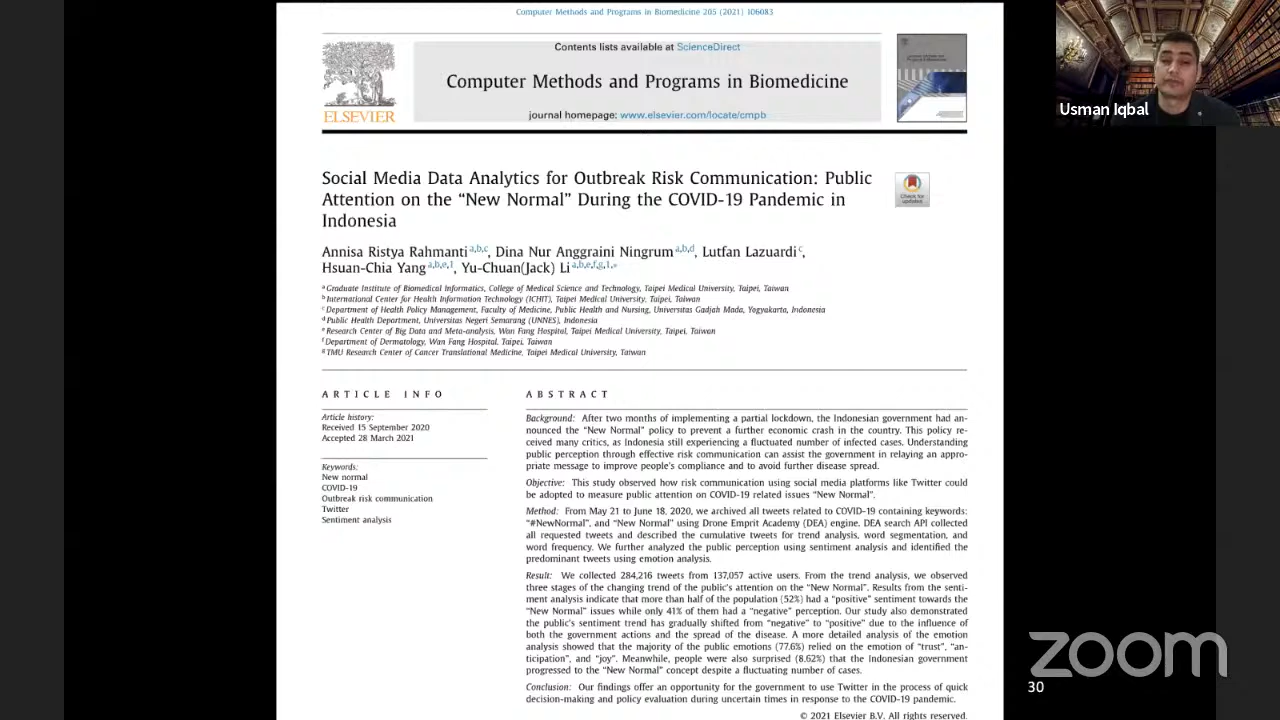 Computer Methods and Programs in Biomedicine 205 (2021) 106083
Contents lists available at ScienceDirect
Computer Methods and Programs in Biomedicine
journal homepage: www.elsevier.com/locate/cmpb
ELSEVIER
Usman Iqbal
Social Media Data Analytics for Outbreak Risk Communication: Public
Attention on the “New Normal” During the COVID-19 Pandemic in
Indonesia
Check for
updates
Annisa Ristya Rahmanti a,b,c, Dina Nur Anggraini Ningrum a,b,d, Lutfan Lazuardi c,
Hsuan-Chia Yang a,b,e,1, Yu-Chuan(Jack) Li a,b,e,f,g,1,*
a Graduate Institute of Biomedical Informatics, College of Medical Science and Technology, Taipei Medical University, Taipei, Taiwan
b International Center for Health Information Technology (ICHIT), Taipei Medical University, Taipei, Taiwan
c Department of Health Policy Management, Faculty of Medicine, Public Health and Nursing, Universitas Gadjah Mada, Yogyakarta, Indonesia
d Public Health Department, Universitas Negeri Semarang (UNNES), Indonesia
e Research Center of Big Data and Meta-analysis, Wan Fang Hospital, Taipei Medical University, Taipei, Taiwan
f Department of Dermatology, Wan Fang Hospital, Taipei, Taiwan
g TMU Research Center of Cancer Translational Medicine, Taipei Medical University, Taiwan
ARTICLE INFO
Article history:
Received 15 September 2020
Accepted 28 March 2021
Keywords:
New normal
COVID-19
Outbreak risk communication
Twitter
Sentiment analysis
ABSTRACT
Background: After two months of implementing a partial lockdown, the Indonesian government had an-
nounced the “New Normal” policy to prevent a further economic crash in the country. This policy re-
ceived many critics, as Indonesia still experiencing a fluctuated number of infected cases. Understanding
public perception through effective risk communication can assist the government in relaying an appro-
priate message to improve people's compliance and to avoid further disease spread.
Objective: This study observed how risk communication using social media platforms like Twitter could
be adopted to measure public attention on COVID-19 related issues “New Normal”.
Method: From May 21 to June 18, 2020, we archived all tweets related to COVID-19 containing keywords:
“#NewNormal”, and “New Normal” using Drone Emprit Academy (DEA) engine. DEA search API collected
all requested tweets and described the cumulative tweets for trend analysis, word segmentation, and
word frequency. We further analyzed the public perception using sentiment analysis and identified the
predominant tweets using emotion analysis.
Result: We collected 284,216 tweets from 137,057 active users. From the trend analysis, we observed
three stages of the changing trend of the public's attention on the “New Normal”. Results from the senti-
ment analysis indicate that more than half of the population (52%) had a “positive” sentiment towards the
“New Normal” issues while only 41% of them had a “negative” perception. Our study also demonstrated
the public's sentiment trend has gradually shifted from “negative” to “positive” due to the influence of
both the government actions and the spread of the disease. A more detailed analysis of the emotion
analysis showed that the majority of the public emotions (77.6%) relied on the emotion of “trust”, “an-
ticipation”, and “joy”. Meanwhile, people were also surprised (8.62%) that the Indonesian government
progressed to the “New Normal” concept despite a fluctuating number of cases.
Conclusion: Our findings offer an opportunity for the government to use Twitter in the process of quick
decision-making and policy evaluation during uncertain times in response to the COVID-19 pandemic.
© 2021 Elsevier B.V. All rights reserved.
zoom
30